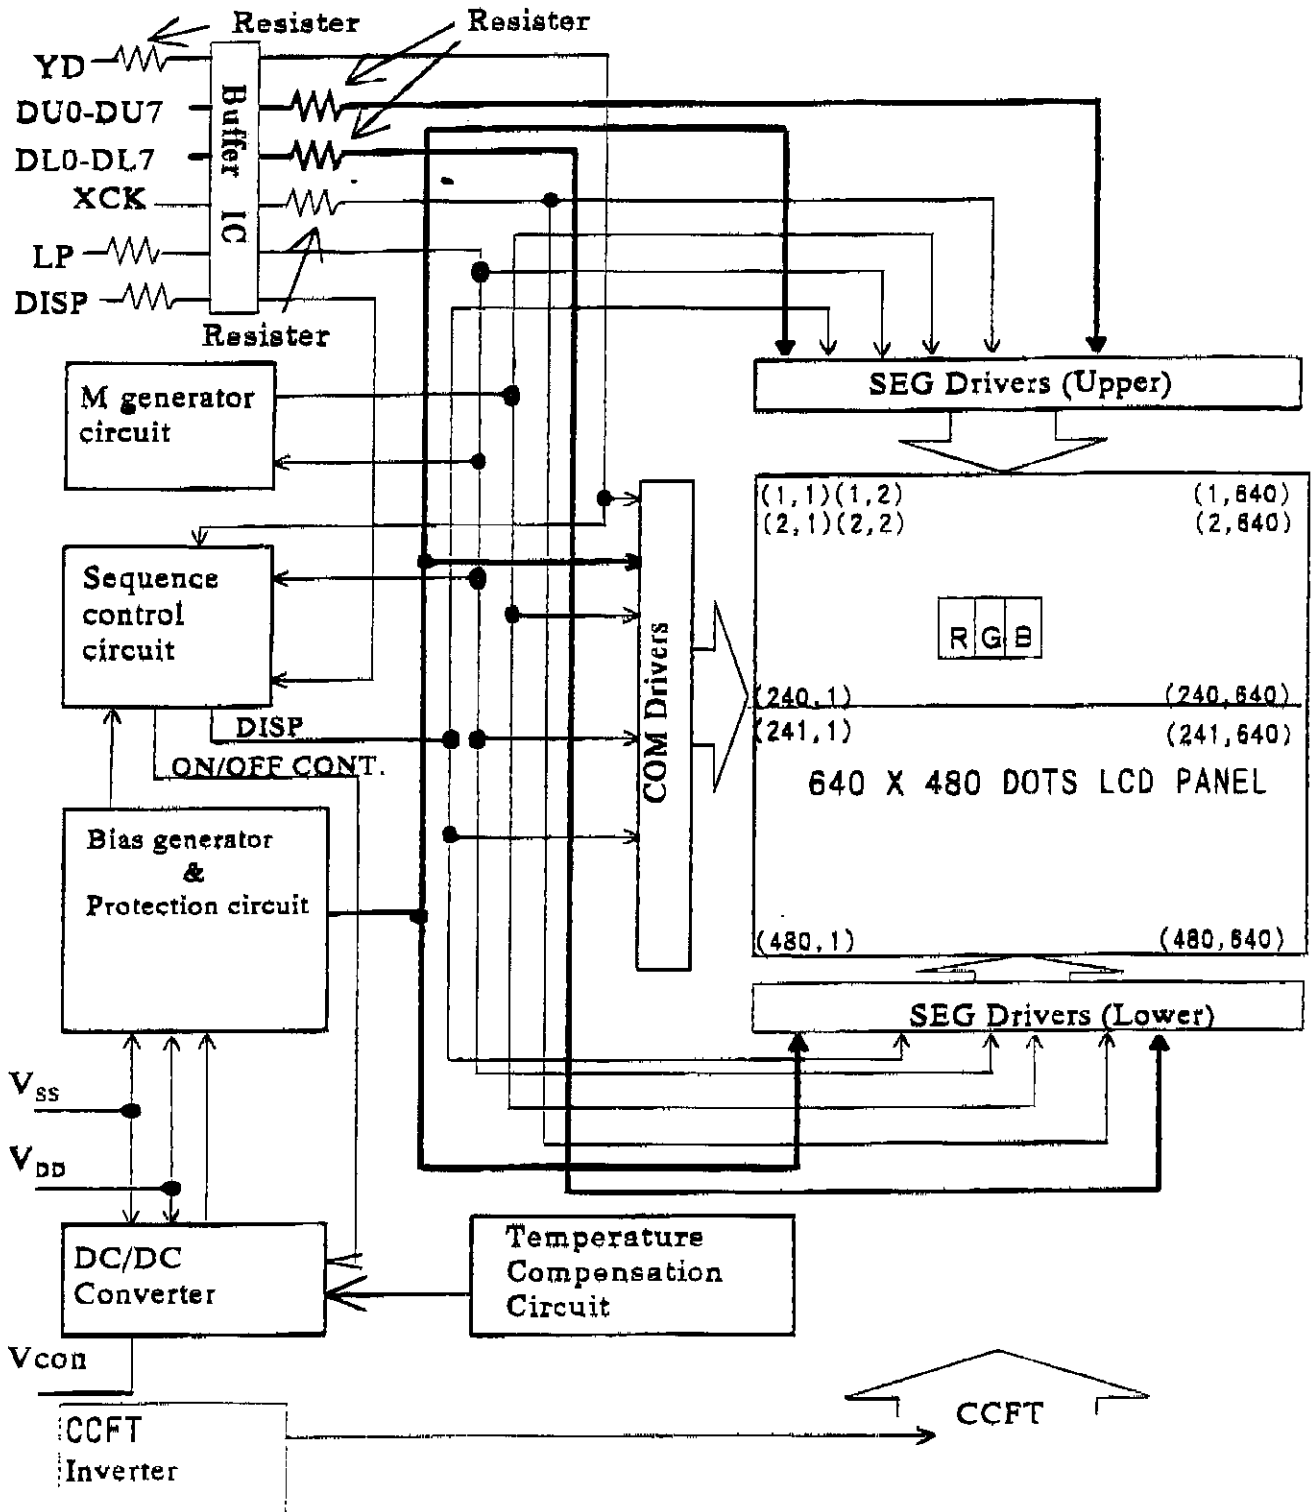 Resister
Resister
YD
DU0-DU7
DL0-DL7
XCK
LP
DISP
Buffer IC
Resister
M generator
circuit
SEG Drivers (Upper)
(1,1)(1,2)
(1,640)
(2,1)(2,2)
(2,640)
Sequence
control
circuit
R G B
COM Drivers
(240,1)
(240,640)
(241,1)
(241,640)
DISP
ON/OFF CONT.
640 X 480 DOTS LCD PANEL
Bias generator
&
Protection circuit
(480,1)
(480,640)
SEG Drivers (Lower)
VSS
VDD
DC/DC
Converter
Temperature
Compensation
Circuit
Vcon
CCFT
Inverter
CCFT